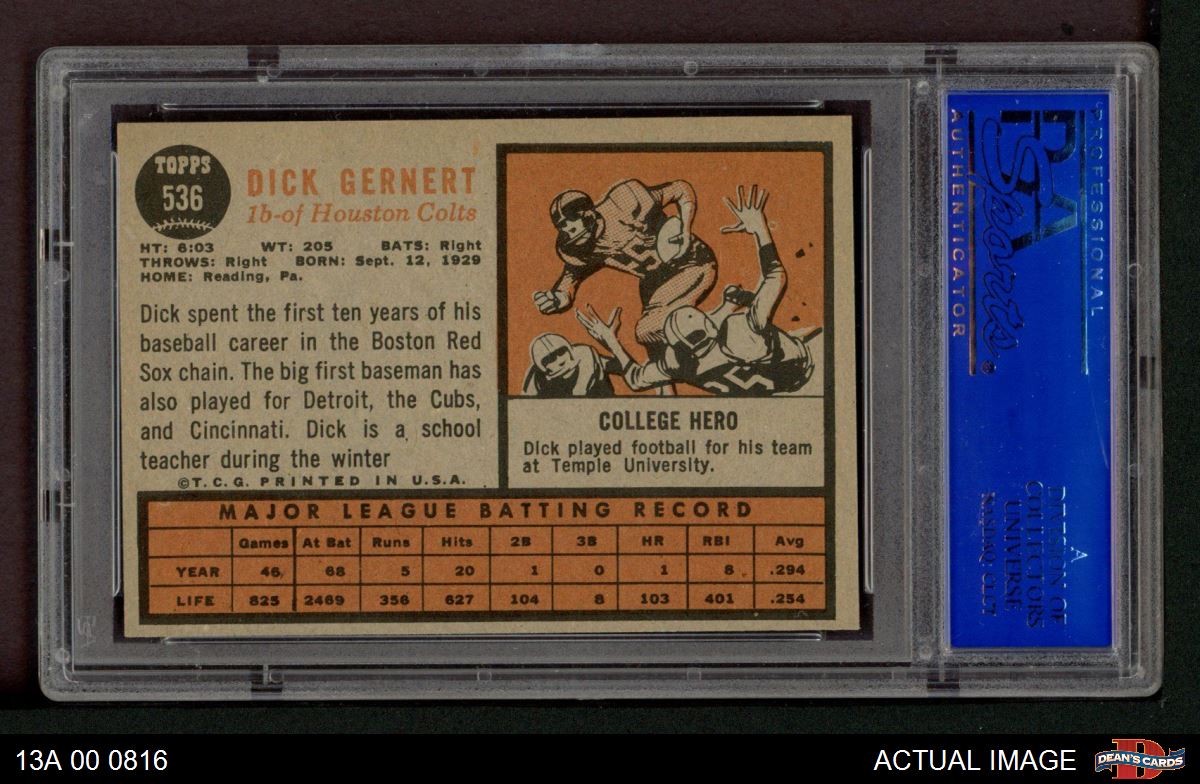 TOPPS
536
DICK GERNERT
1b-of Houston Colts
HT: 6:03 WT: 205 BATS: Right
THROWS: Right BORN: Sept. 12, 1929
HOME: Reading, Pa.
Dick spent the first ten years of his
baseball career in the Boston Red
Sox chain. The big first baseman has
also played for Detroit, the Cubs,
and Cincinnati. Dick is a school
teacher during the winter
©T.C.G. PRINTED IN U.S.A.
COLLEGE HERO
Dick played football for his team
at Temple University.
MAJOR LEAGUE BATTING RECORD
Games At Bat Runs Hits 2B 3B HR RBI Avg
YEAR 46 68 5 20 1 0 1 8 .294
LIFE 825 2469 356 627 104 8 103 401 .254
PROFESSIONAL
PSA
Sports
AUTHENTICATOR
A
DIVISION OF
COLLECTORS
UNIVERSE
NASDAQ: CLCT
13A 00 0816
ACTUAL IMAGE
DEAN'S CARDS